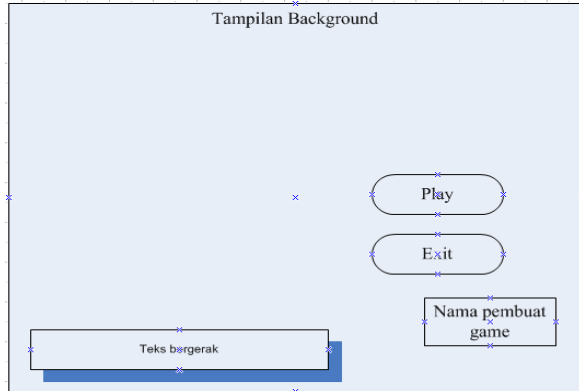 Tampilan Background
Play
Exit
Nama pembuat
game
Teks bergerak